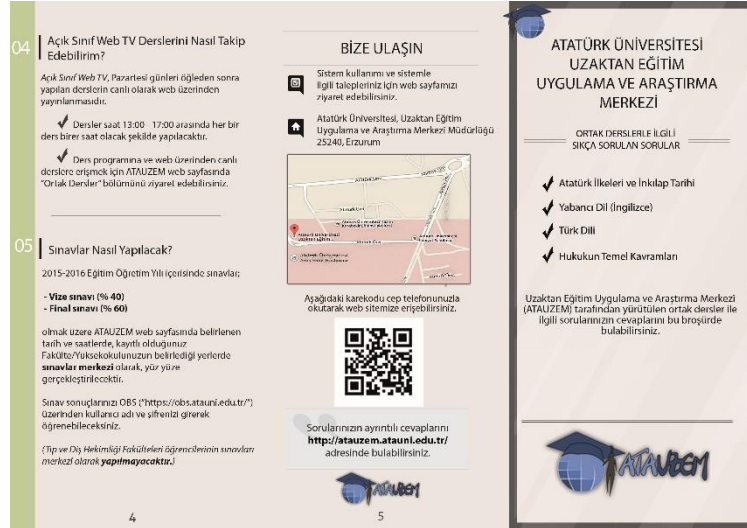 04
Açık Sınıf Web TV Derslerini Nasıl Takip
Edebilirim?
Açık Sınıf Web TV, Pazartesi günleri öğleden sonra
yapılan derslerin canlı olarak web üzerinden
yayınlanmasıdır.
Dersler saat 13:00 - 17:00 arasında her bir
ders birer saat olacak şekilde yapılacaktır.
Ders programına ve web üzerinden canlı
derslere erişmek için ATAUZEM web sayfasında
"Ortak Dersler" bölümünü ziyaret edebilirsiniz.
05
Sınavlar Nasıl Yapılacak?
2015-2016 Eğitim Öğretim Yılı içerisinde sınavlar;
- Vize sınavı (% 40)
- Final sınavı (% 60)
olmak üzere ATAUZEM web sayfasında belirlenen
tarih ve saatlerde, kayıtlı olduğunuz
Fakülte/Yüksekokulunuzun belirlediği yerlerde
sınavlar merkezi olarak, yüz yüze
gerçekleştirilecektir.
Sınav sonuçlarınızı OBS ("https://obs.atauni.edu.tr/")
üzerinden kullanıcı adı ve şifrenizi girerek
öğrenebileceksiniz.
(Tıp ve Diş Hekimliği Fakülteleri öğrencilerinin sınavları
merkezi olarak yapılmayacaktır.)
4
BİZE ULAŞIN
Sistem kullanımı ve sistemle
ilgili talepleriniz için web sayfamızı
ziyaret edebilirsiniz.
Atatürk Üniversitesi, Uzaktan Eğitim
Uygulama ve Araştırma Merkezi Müdürlüğü
25240, Erzurum
Aşağıdaki karekodu cep telefonunuzla
okutarak web sitemize erişebilirsiniz.
Sorularınızın ayrıntılı cevaplarını
http://atauzem.atauni.edu.tr/
adresinde bulabilirsiniz.
ATAUZEM
5
ATATÜRK ÜNİVERSİTESİ
UZAKTAN EĞİTİM
UYGULAMA VE ARAŞTIRMA
MERKEZİ
ORTAK DERSLERLE İLGİLİ
SIKÇA SORULAN SORULAR
Atatürk İlkeleri ve İnkılap Tarihi
Yabancı Dil (İngilizce)
Türk Dili
Hukukun Temel Kavramları
Uzaktan Eğitim Uygulama ve Araştırma Merkezi
(ATAUZEM) tarafından yürütülen ortak dersler ile
ilgili sorularınızın cevaplarını bu broşürde
bulabilirsiniz.
ATAUZEM